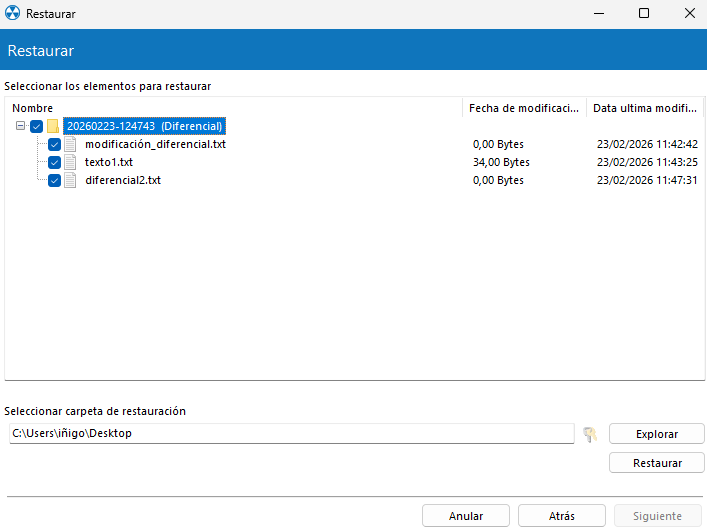 Restaurar
Restaurar
Seleccionar los elementos para restaurar
Nombre Fecha de modificaci... Data ultima modifi...
20260223-124743 (Diferencial)
modificación_diferencial.txt 0,00 Bytes 23/02/2026 11:42:42
texto1.txt 34,00 Bytes 23/02/2026 11:43:25
diferencial2.txt 0,00 Bytes 23/02/2026 11:47:31
Seleccionar carpeta de restauración
C:\Users\iñigo\Desktop Explorar
Restaurar
Anular Atrás Siguiente